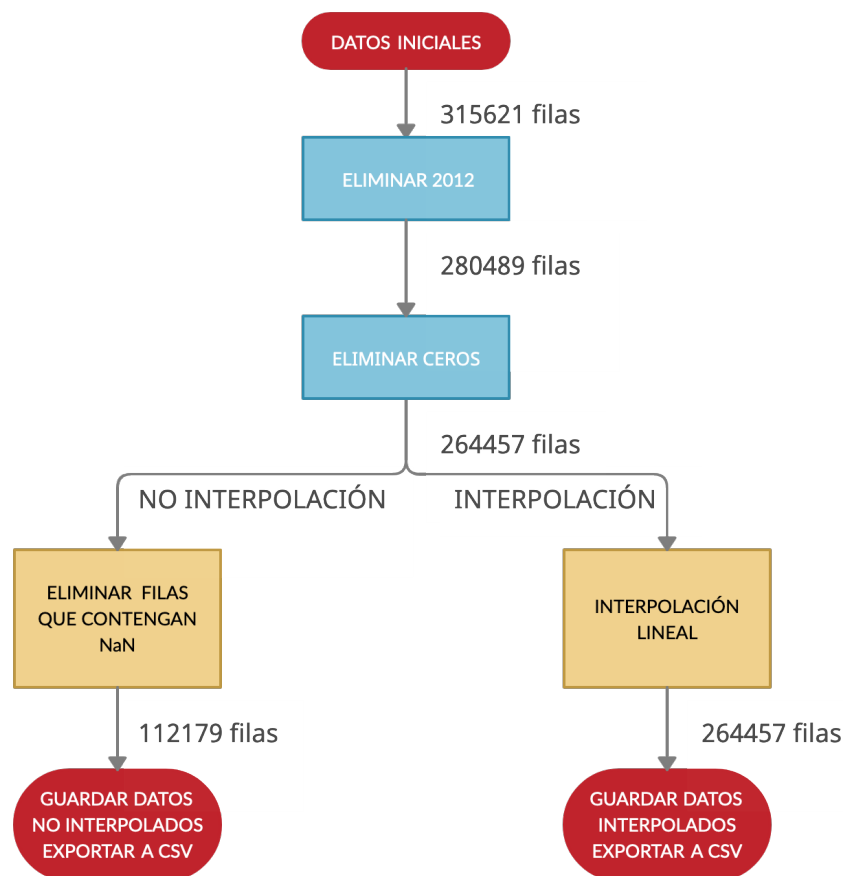 DATOS INICIALES
315621 filas
ELIMINAR 2012
280489 filas
ELIMINAR CEROS
264457 filas
NO INTERPOLACIÓN
INTERPOLACIÓN
ELIMINAR FILAS
QUE CONTENGAN
NaN
INTERPOLACIÓN
LINEAL
112179 filas
264457 filas
GUARDAR DATOS
NO INTERPOLADOS
EXPORTAR A CSV
GUARDAR DATOS
INTERPOLADOS
EXPORTAR A CSV